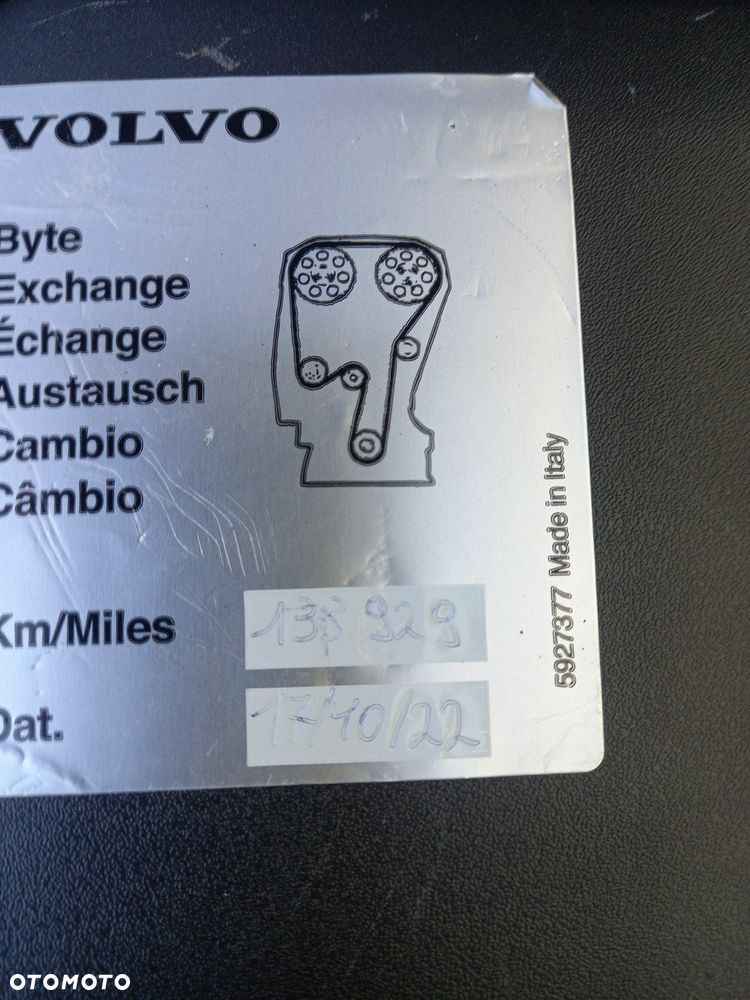 VOLVO
Byte
Exchange
Échange
Austausch
Cambio
Câmbio
Km/Miles
138 929
Dat.
17/10/22
5927377 Made in Italy
OTOMOTO